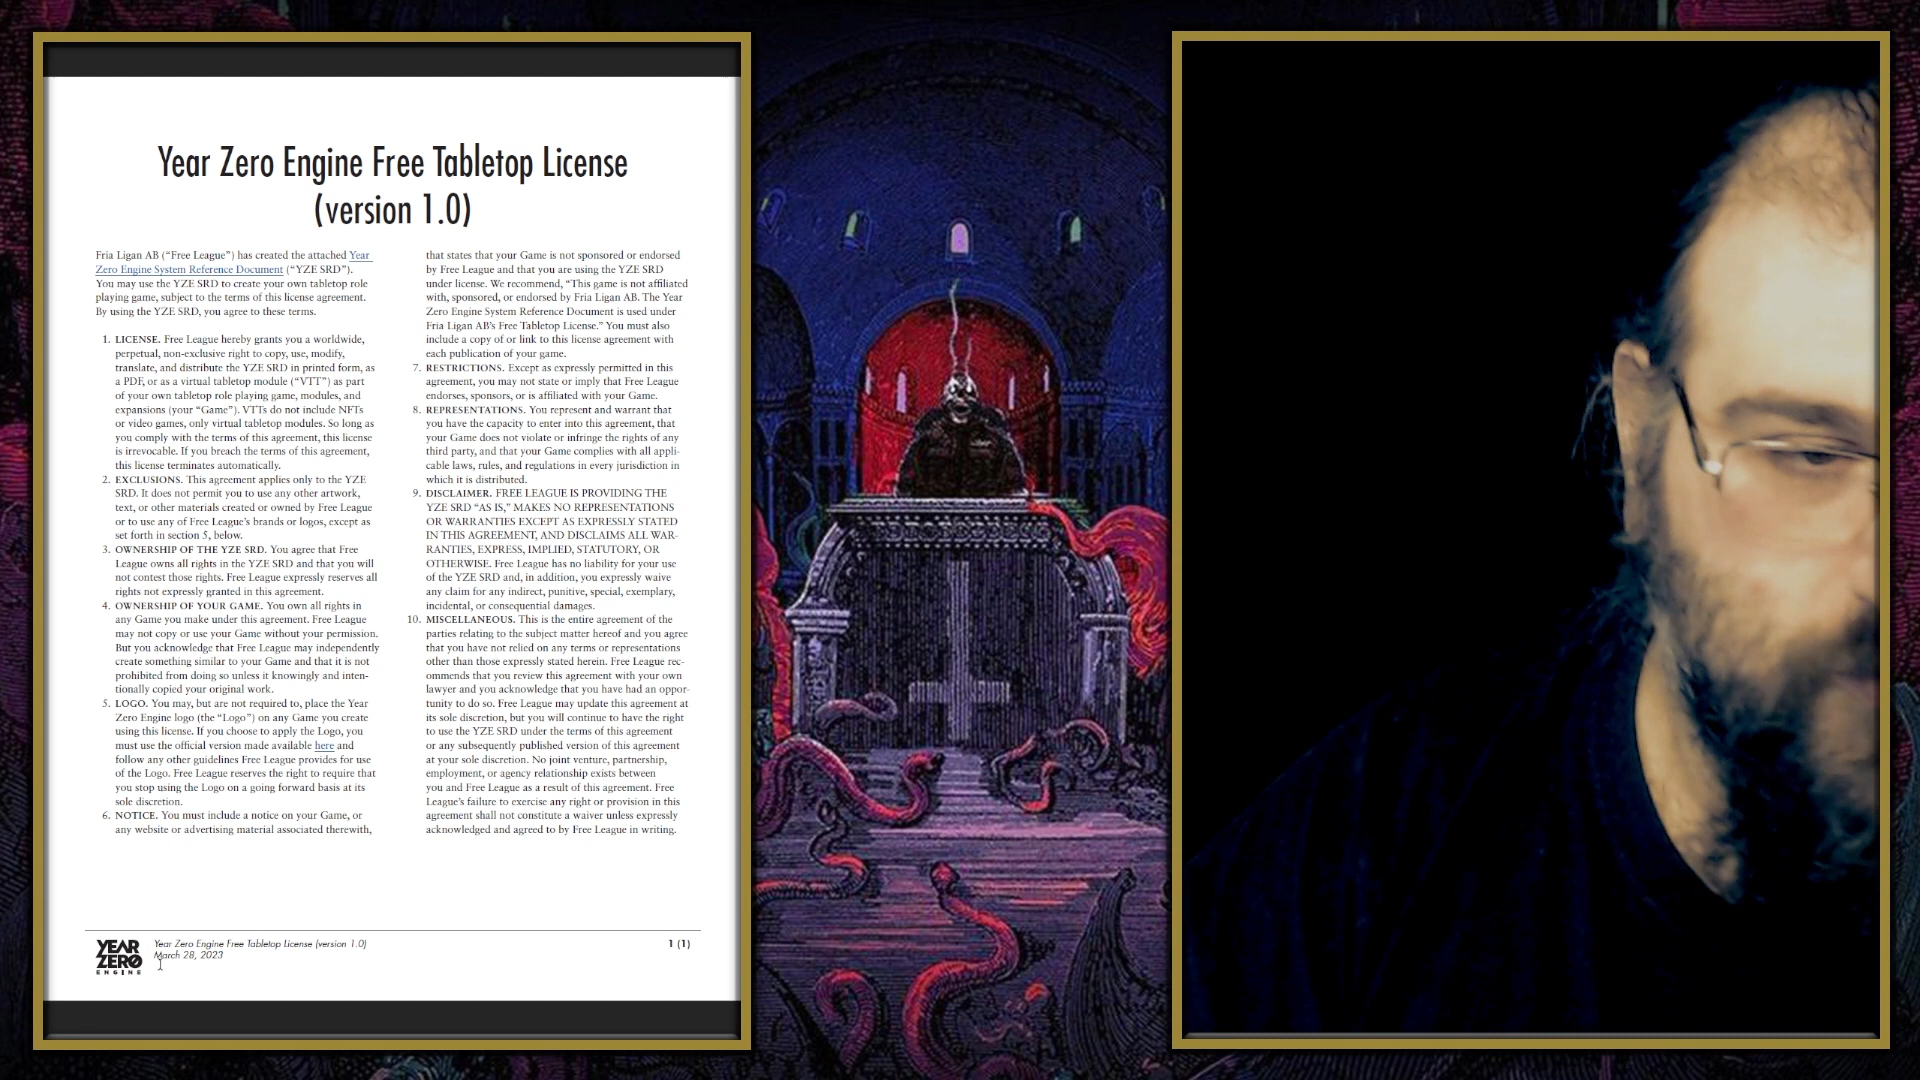 Year Zero Engine Free Tabletop License
(version 1.0)
Fria Ligan AB (“Free League”) has created the attached Year
Zero Engine System Reference Document (“YZE SRD”).
You may use the YZE SRD to create your own tabletop role
playing game, subject to the terms of this license agreement.
By using the YZE SRD, you agree to these terms.
1. LICENSE. Free League hereby grants you a worldwide,
perpetual, non-exclusive right to copy, use, modify,
translate, and distribute the YZE SRD in printed form, as
a PDF, or as a virtual tabletop module (“VTT”) as part
of your own tabletop role playing game, modules, and
expansions (your “Game”). VTTs do not include NFTs
or video games, only virtual tabletop modules. So long as
you comply with the terms of this agreement, this license
is irrevocable. If you breach the terms of this agreement,
this license terminates automatically.
2. EXCLUSIONS. This agreement applies only to the YZE
SRD. It does not permit you to use any other artwork,
text, or other materials created or owned by Free League
or to use any of Free League’s brands or logos, except as
set forth in section 5, below.
3. OWNERSHIP OF THE YZE SRD. You agree that Free
League owns all rights in the YZE SRD and that you will
not contest those rights. Free League expressly reserves all
rights not expressly granted in this agreement.
4. OWNERSHIP OF YOUR GAME. You own all rights in
any Game you make under this agreement. Free League
may not copy or use your Game without your permission.
But you acknowledge that Free League may independently
create something similar to your Game and that it is not
prohibited from doing so unless it knowingly and inten-
tionally copied your original work.
5. LOGO. You may, but are not required to, place the Year
Zero Engine logo (the “Logo”) on any Game you create
using this license. If you choose to apply the Logo, you
must use the official version made available here and
follow any other guidelines Free League provides for use
of the Logo. Free League reserves the right to require that
you stop using the Logo on a going forward basis at its
sole discretion.
6. NOTICE. You must include a notice on your Game, or
any website or advertising material associated therewith,
that states that your Game is not sponsored or endorsed
by Free League and that you are using the YZE SRD
under license. We recommend, “This game is not affiliated
with, sponsored, or endorsed by Fria Ligan AB. The Year
Zero Engine System Reference Document is used under
Fria Ligan AB’s Free Tabletop License.” You must also
include a copy of or link to this license agreement with
each publication of your game.
7. RESTRICTIONS. Except as expressly permitted in this
agreement, you may not state or imply that Free League
endorses, sponsors, or is affiliated with your Game.
8. REPRESENTATIONS. You represent and warrant that
you have the capacity to enter into this agreement, that
your Game does not violate or infringe the rights of any
third party, and that your Game complies with all appli-
cable laws, rules, and regulations in every jurisdiction in
which it is distributed.
9. DISCLAIMER. FREE LEAGUE IS PROVIDING THE
YZE SRD “AS IS,” MAKES NO REPRESENTATIONS
OR WARRANTIES EXCEPT AS EXPRESSLY STATED
IN THIS AGREEMENT, AND DISCLAIMS ALL WAR-
RANTIES, EXPRESS, IMPLIED, STATUTORY, OR
OTHERWISE. Free League has no liability for your use
of the YZE SRD and, in addition, you expressly waive
any claim for any indirect, punitive, special, exemplary,
incidental, or consequential damages.
10. MISCELLANEOUS. This is the entire agreement of the
parties relating to the subject matter hereof and you agree
that you have not relied on any terms or representations
other than those expressly stated herein. Free League rec-
ommends that you review this agreement with your own
lawyer and you acknowledge that you have had an oppor-
tunity to do so. Free League may update this agreement at
its sole discretion, but you will continue to have the right
to use the YZE SRD under the terms of this agreement
or any subsequently published version of this agreement
at your sole discretion. No joint venture, partnership,
employment, or agency relationship exists between
you and Free League as a result of this agreement. Free
League’s failure to exercise any right or provision in this
agreement shall not constitute a waiver unless expressly
acknowledged and agreed to by Free League in writing.
YEAR
ZERO
ENGINE
Year Zero Engine Free Tabletop License (version 1.0)
March 28, 2023
1 (1)